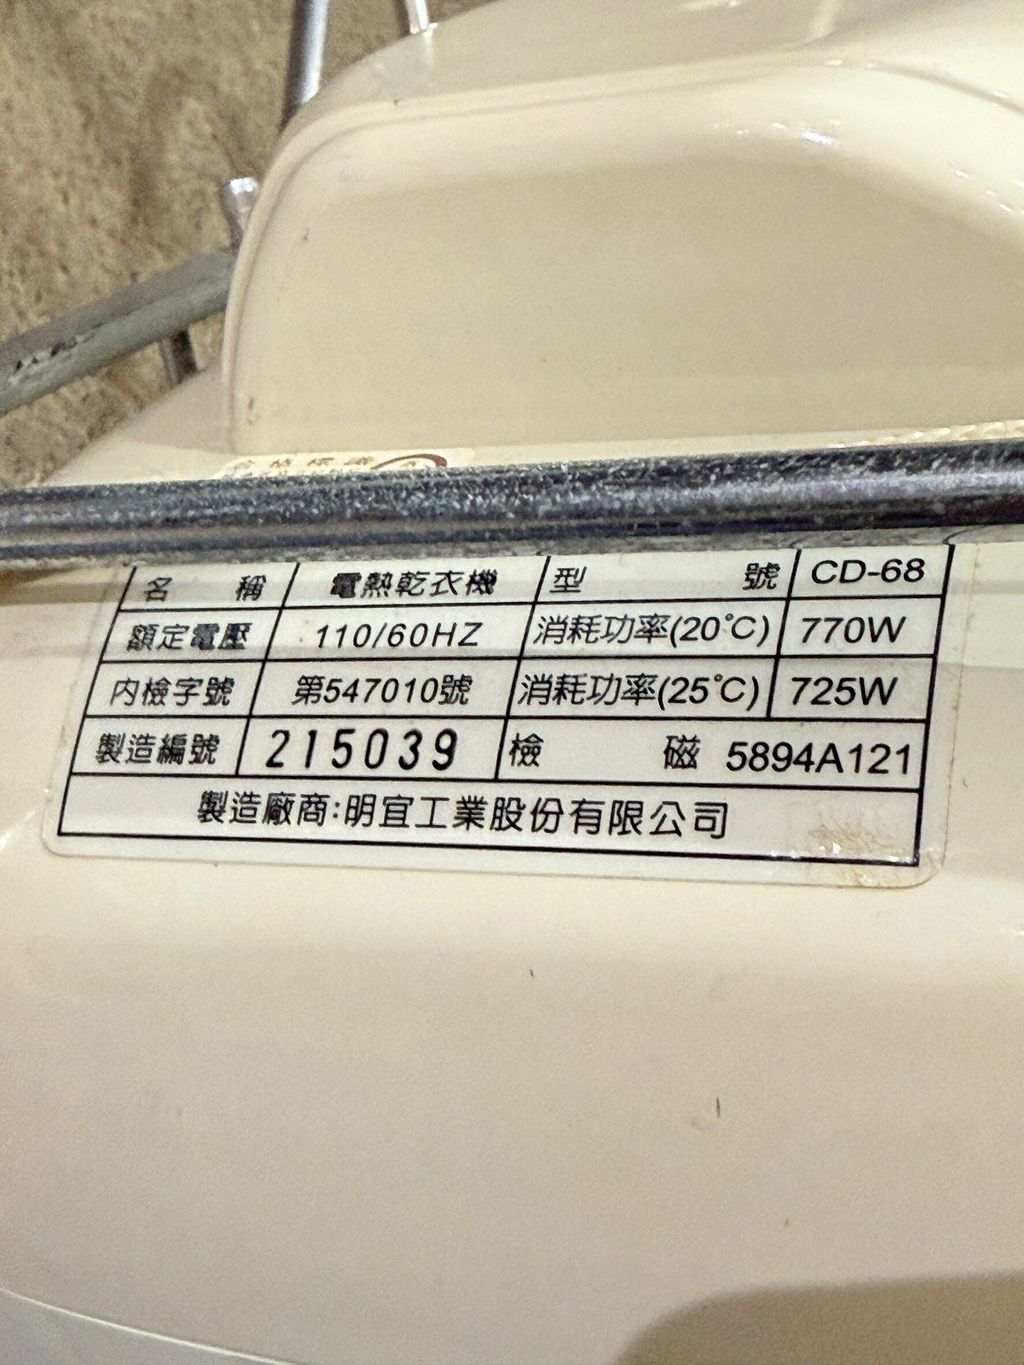 名 稱 電熱乾衣機 型 號 CD-68
額定電壓 110/60HZ 消耗功率(20°C) 770W
內檢字號 第547010號 消耗功率(25°C) 725W
製造編號 215039 檢 磁 5894A121
製造廠商:明宜工業股份有限公司